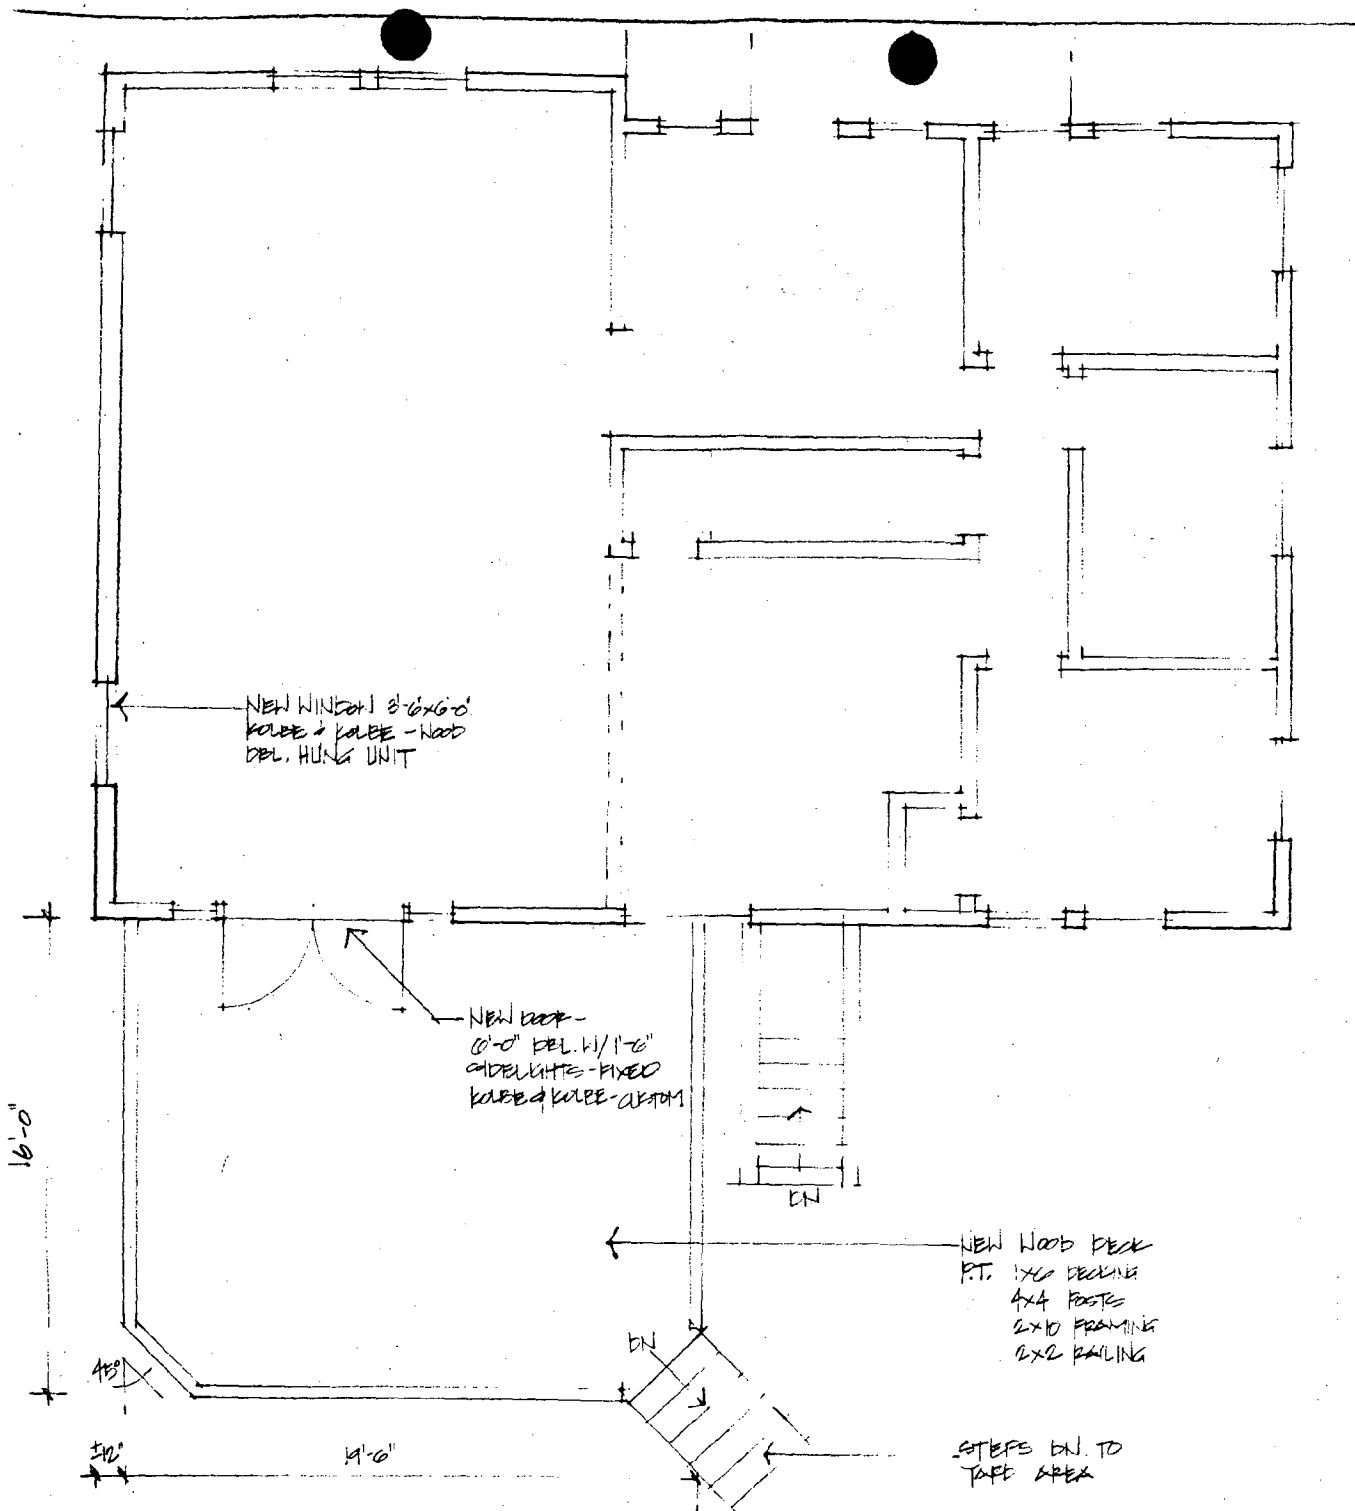 NEW WINDOW 3'-6"x6'-0"
KOLBE & KOLBE - WOOD
DBL. HUNG UNIT
NEW DOOR -
6'-0" DBL. W/ 1'-6"
SIDELIGHTS - FIXED
KOLBE & KOLBE - CUSTOM
16'-0"
DN
NEW WOOD DECK
P.T. 1x6 DECKING
4x4 POSTS
2x10 FRAMING
2x2 RAILING
DN
45°
±12"
19'-6"
STEPS DN. TO
AREA